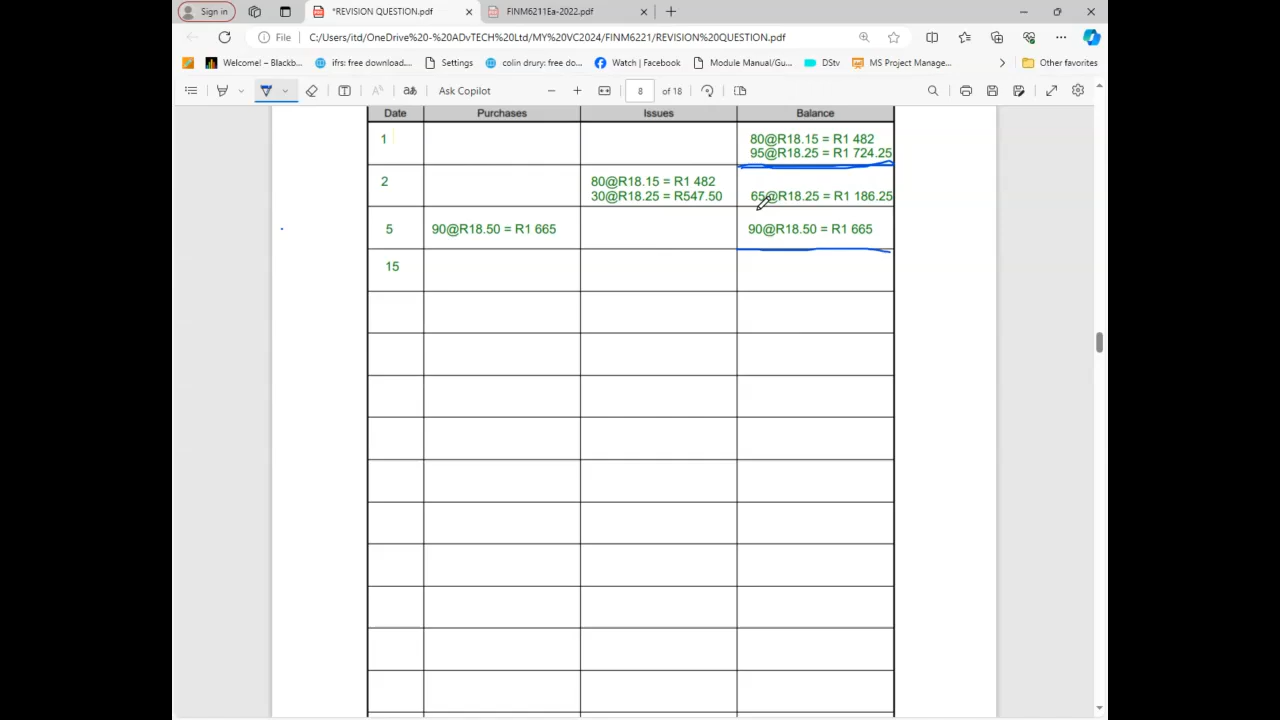 Sign in
*REVISION QUESTION.pdf
FINM6211Ea-2022.pdf
File
C:/Users/itd/OneDrive%20-%20ADvTECH%20Ltd/MY%20VC2024/FINM6221/REVISION%20QUESTION.pdf
Welcome! – Blackb...
ifrs: free download...
Settings
colin drury: free do...
Watch | Facebook
Module Manual/Gu...
DStv
MS Project Manage...
Other favorites
Ask Copilot
8 of 18
Date Purchases Issues Balance
1 80@R18.15 = R1 482
95@R18.25 = R1 724.25
2 80@R18.15 = R1 482
30@R18.25 = R547.50 65@R18.25 = R1 186.25
5 90@R18.50 = R1 665 90@R18.50 = R1 665
15